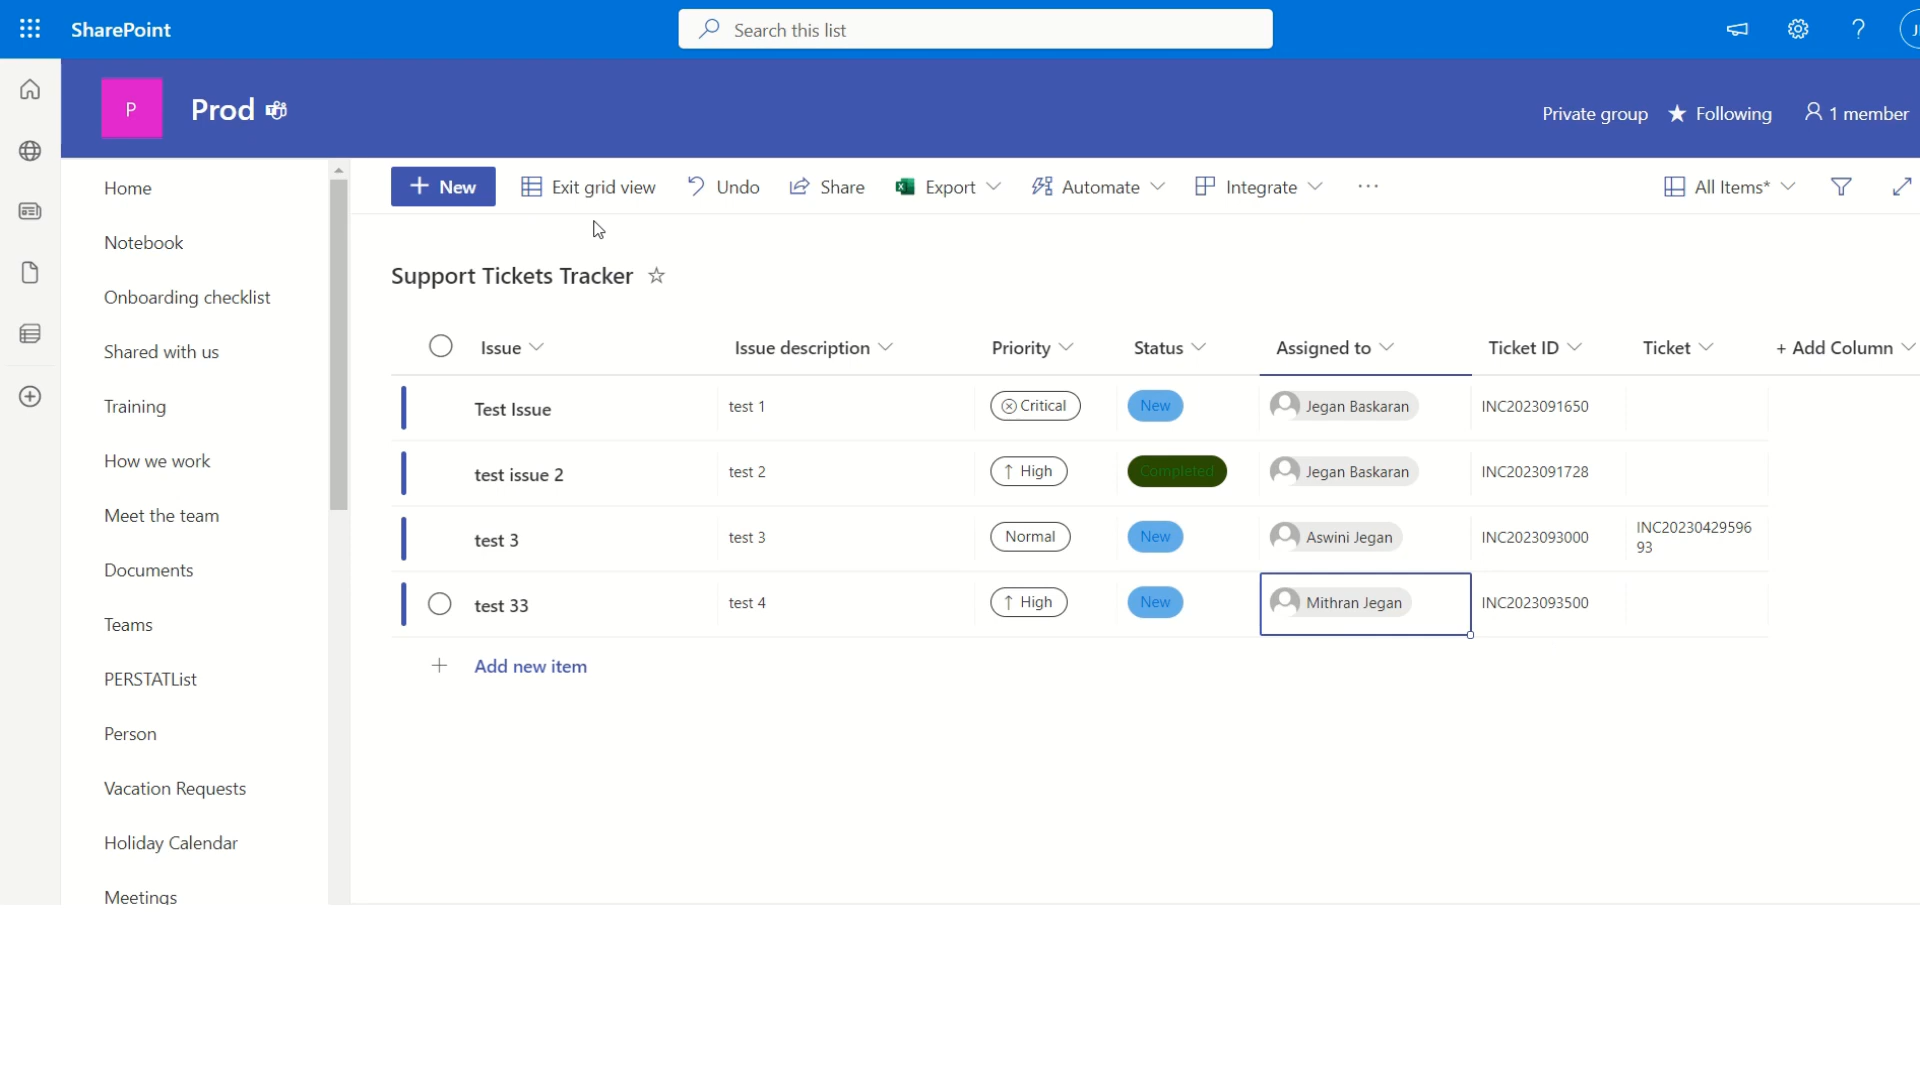 SharePoint
Search this list
P
Prod
Private group
Following
1 member
Home
Notebook
Onboarding checklist
Shared with us
Training
How we work
Meet the team
Documents
Teams
PERSTATList
Person
Vacation Requests
Holiday Calendar
Meetings
+ New
Exit grid view
Undo
Share
Export
Automate
Integrate
...
All Items*
Support Tickets Tracker
Issue Issue description Priority Status Assigned to Ticket ID Ticket + Add Column
Test Issue test 1 Critical New Jegan Baskaran INC2023091650
test issue 2 test 2 High Completed Jegan Baskaran INC2023091728
test 3 test 3 Normal New Aswini Jegan INC2023093000 INC20230429596
93
test 33 test 4 High New Mithran Jegan INC2023093500
+ Add new item